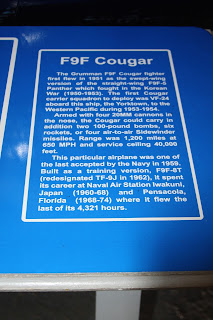 F9F Cougar
The Grumman F9F Cougar fighter
first flew in 1951 as the swept-wing
version of the straight-wing F9F-5
Panther which fought in the Korean
War (1950-1953). The first Cougar
carrier squadron to deploy was VF-24
aboard this ship, the Yorktown, to the
Western Pacific during 1953-1954.
Armed with four 20MM cannons in
the nose, the Cougar could carry in
addition two 100-pound bombs, six
rockets, or four air-to-air Sidewinder
missiles. Range was 1,200 miles at
650 MPH and service ceiling 40,000
feet.
This particular airplane was one of
the last accepted by the Navy in 1959.
Built as a training version, F9F-8T
(redesignated TF-9J in 1962), it spent
its career at Naval Air Station Iwakuni,
Japan (1960-68) and Pensacola,
Florida (1968-74) where it flew the
last of its 4,321 hours.